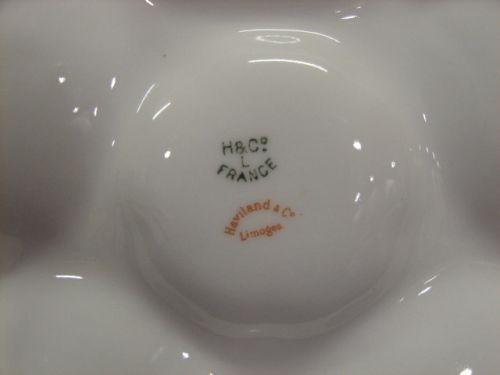 H&Cº
L
FRANCE
Haviland & Co.
Limoges